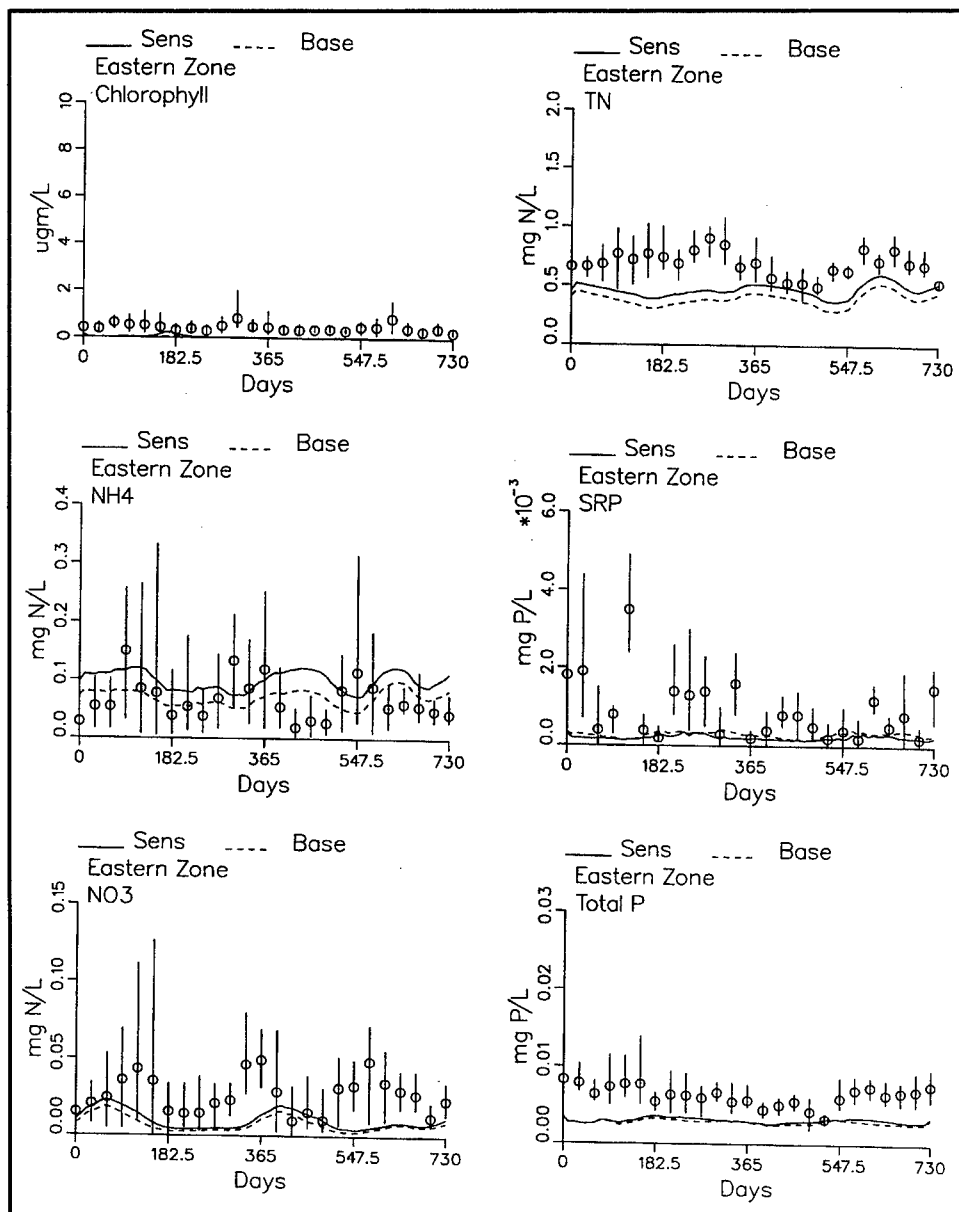 Sens Base
Eastern Zone
Chlorophyll
ugm/L
10
8
6
4
2
0
0 182.5 365 547.5 730
Days
Sens Base
Eastern Zone
TN
mg N/L
2.0
1.5
1.0
0.5
0.0
0 182.5 365 547.5 730
Days
Sens Base
Eastern Zone
NH4
mg N/L
0.4
0.3
0.2
0.1
0.0
0 182.5 365 547.5 730
Days
Sens Base
Eastern Zone
SRP
*10-3
mg P/L
6.0
4.0
2.0
0.0
0 182.5 365 547.5 730
Days
Sens Base
Eastern Zone
NO3
mg N/L
0.15
0.10
0.05
0.00
0 182.5 365 547.5 730
Days
Sens Base
Eastern Zone
Total P
mg P/L
0.03
0.02
0.01
0.00
0 182.5 365 547.5 730
Days